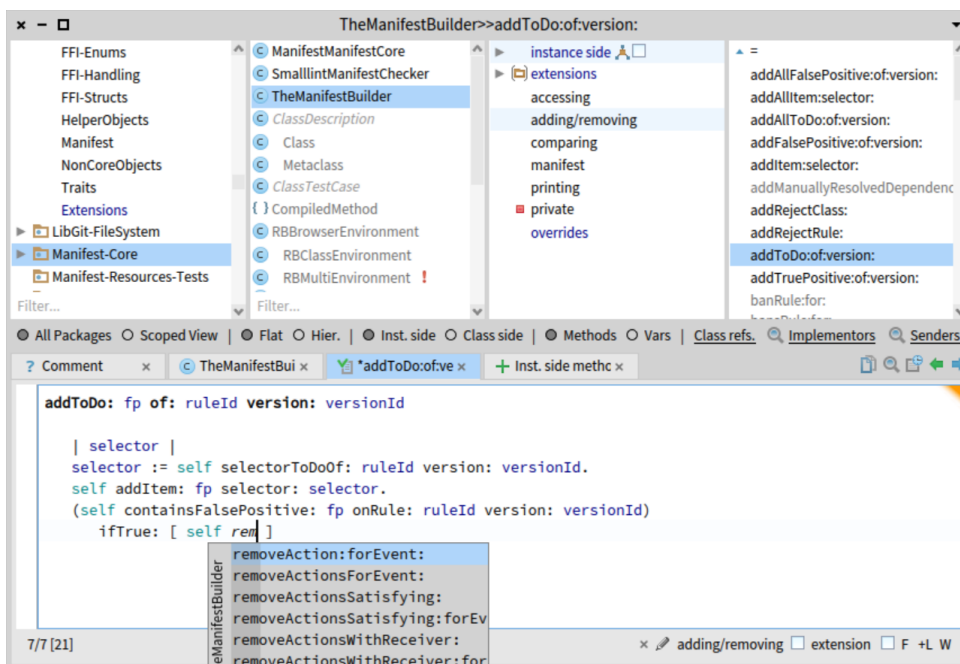 TheManifestBuilder>>addToDo:of:version:
FFI-Enums
FFI-Handling
FFI-Structs
HelperObjects
Manifest
NonCoreObjects
Traits
Extensions
LibGit-FileSystem
Manifest-Core
Manifest-Resources-Tests
Filter...
ManifestManifestCore
SmalllintManifestChecker
TheManifestBuilder
ClassDescription
Class
Metaclass
ClassTestCase
{ } CompiledMethod
RBBrowserEnvironment
RBClassEnvironment
RBMultiEnvironment !
Filter...
instance side
extensions
accessing
adding/removing
comparing
manifest
printing
private
overrides
=
addAllFalsePositive:of:version:
addAllItem:selector:
addAllToDo:of:version:
addFalsePositive:of:version:
addItem:selector:
addManuallyResolvedDependenc
addRejectClass:
addRejectRule:
addToDo:of:version:
addTruePositive:of:version:
banRule:for:
All Packages Scoped View | Flat Hier. | Inst. side Class side | Methods Vars | Class refs. Implementors Senders
? Comment × TheManifestBui × *addToDo:of:ve × Inst. side methc ×
addToDo: fp of: ruleId version: versionId
| selector |
selector := self selectorToDoOf: ruleId version: versionId.
self addItem: fp selector: selector.
(self containsFalsePositive: fp onRule: ruleId version: versionId)
ifTrue: [ self rem ]
removeAction:forEvent:
removeActionsForEvent:
removeActionsSatisfying:
removeActionsSatisfying:forEv
removeActionsWithReceiver:
removeActionsWithReceiver:for
eManifestBuilder
7/7 [21]
× adding/removing extension F +L W